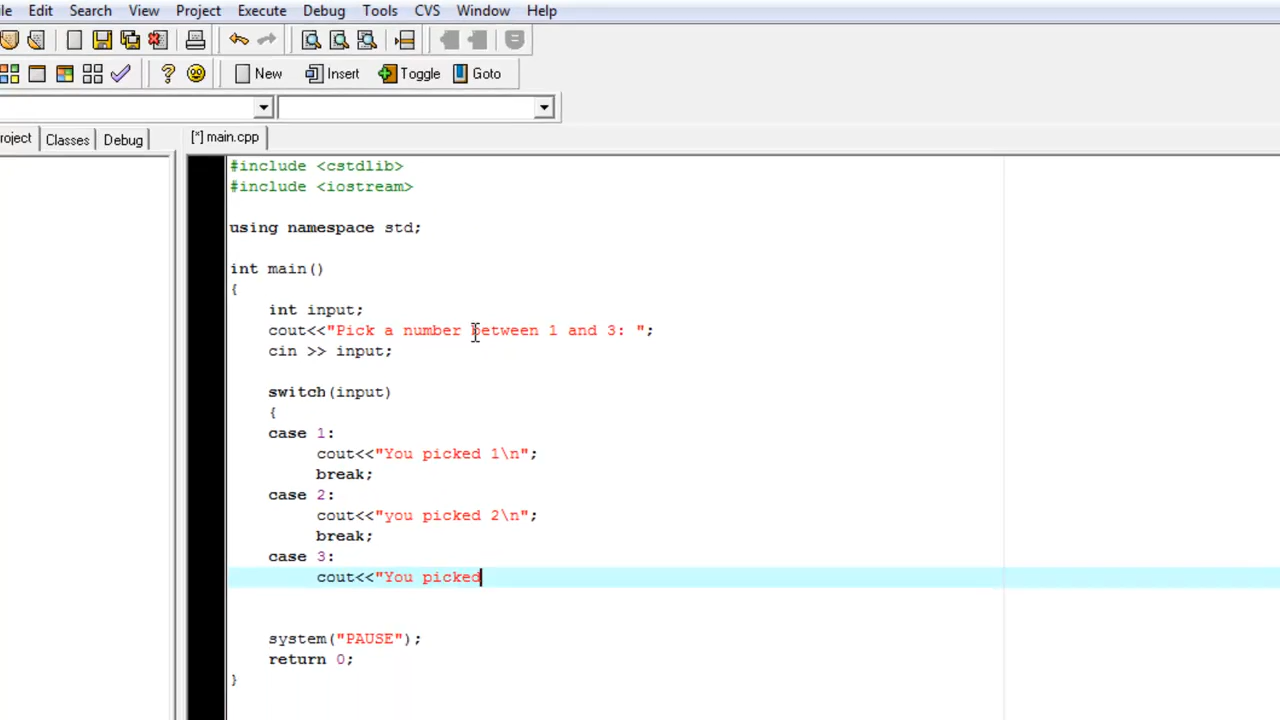 ile Edit Search View Project Execute Debug Tools CVS Window Help
New Insert Toggle Goto
roject Classes Debug [*] main.cpp
#include <cstdlib>
#include <iostream>
using namespace std;
int main()
{
int input;
cout<<"Pick a number between 1 and 3: ";
cin >> input;
switch(input)
{
case 1:
cout<<"You picked 1\n";
break;
case 2:
cout<<"you picked 2\n";
break;
case 3:
cout<<"You picked
system("PAUSE");
return 0;
}